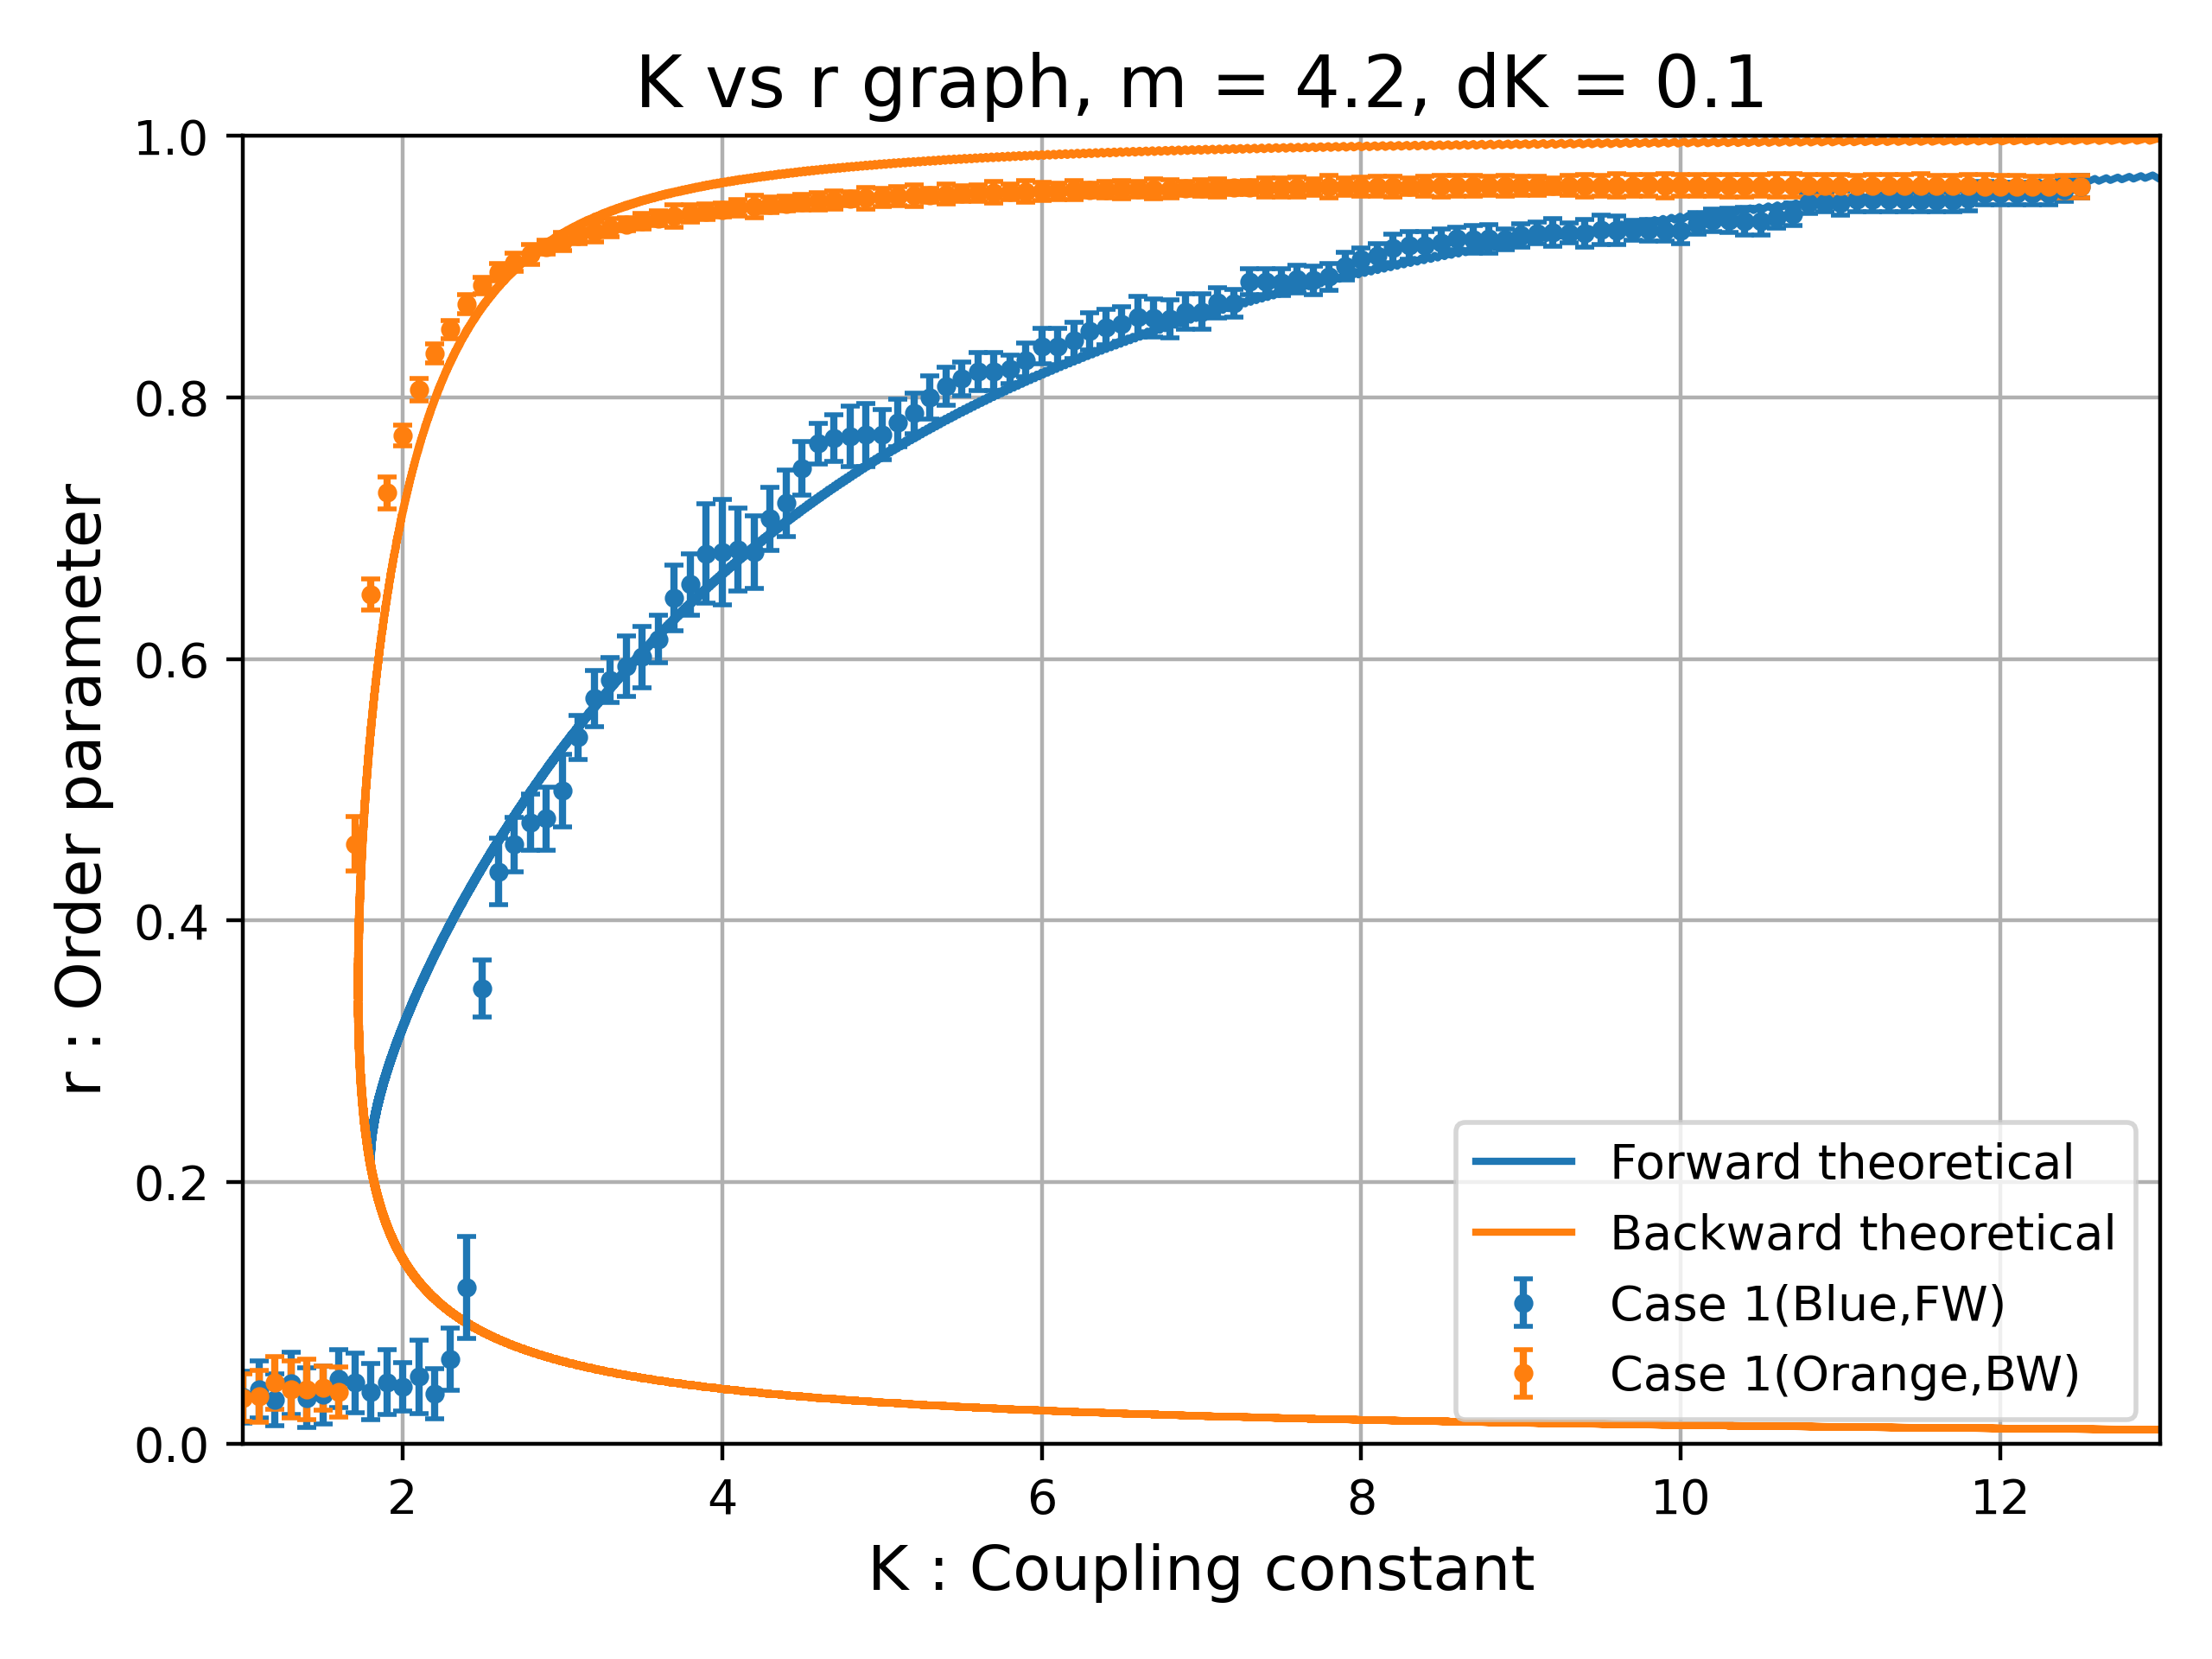 K vs r graph, m = 4.2, dK = 0.1
1.0
0.8
0.6
0.4
0.2
0.0
r : Order parameter
Forward theoretical
Backward theoretical
Case 1(Blue,FW)
Case 1(Orange,BW)
2 4 6 8 10 12
K : Coupling constant